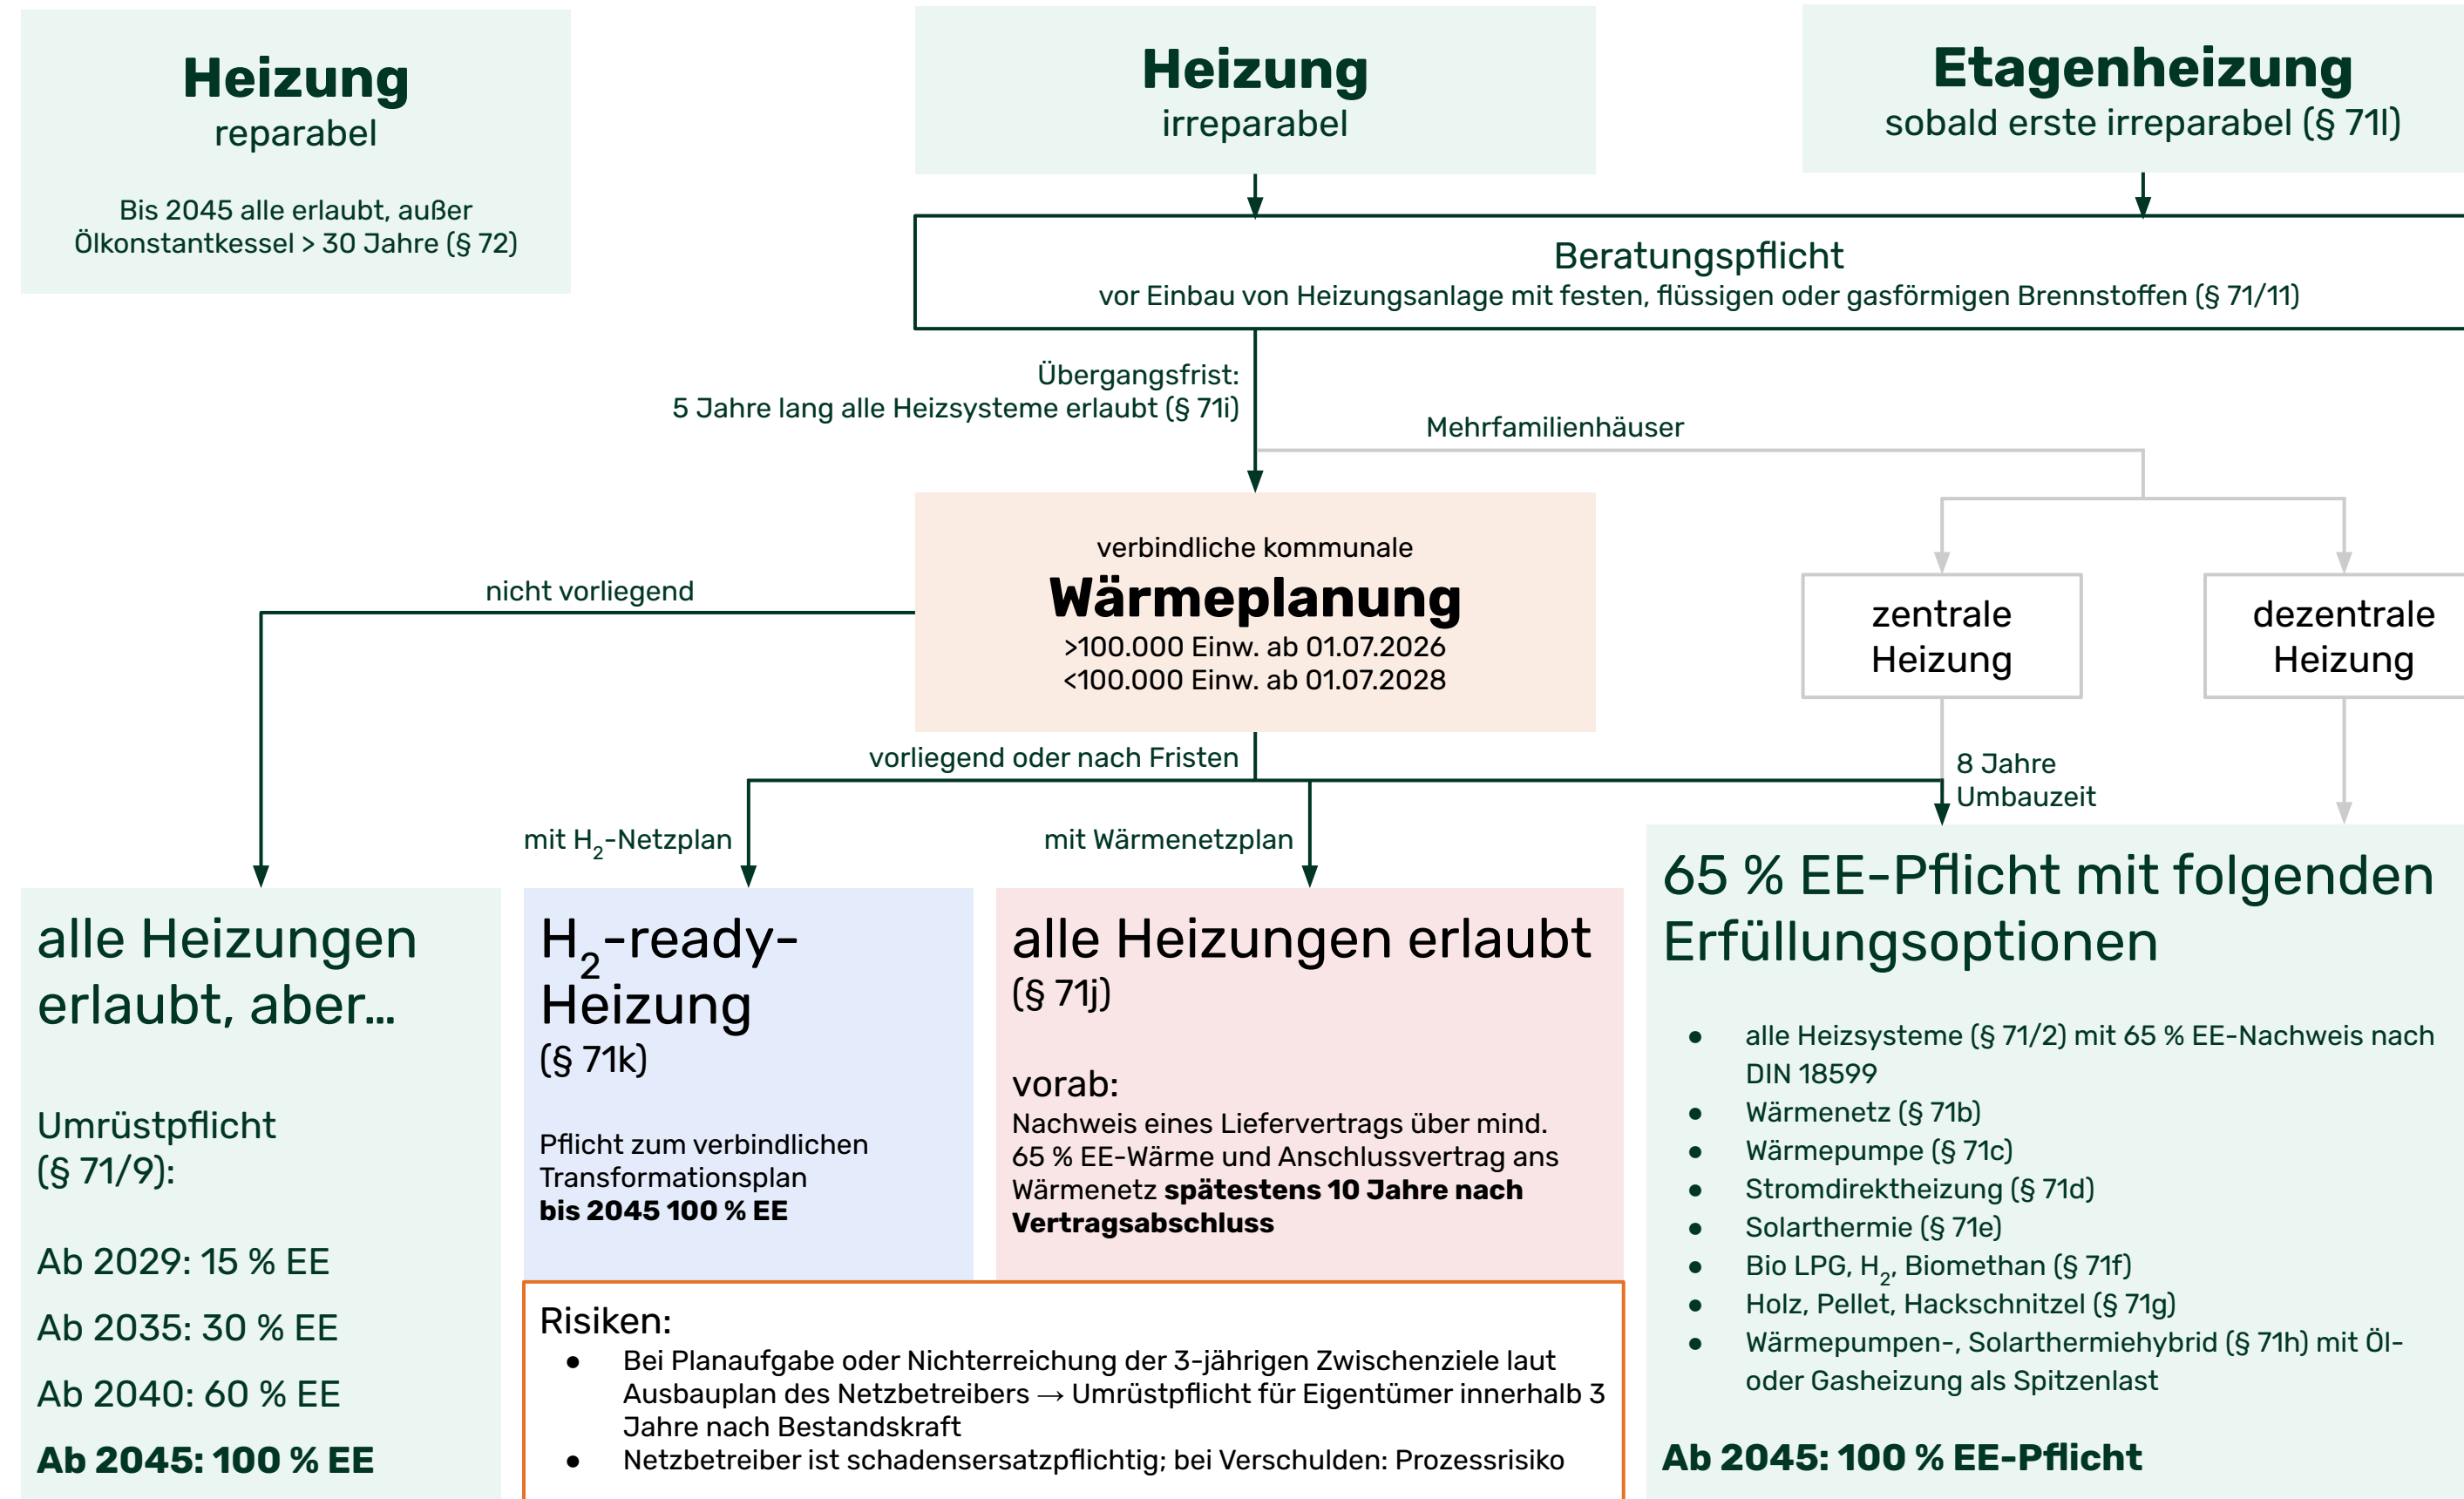 Heizung
reparabel
Bis 2045 alle erlaubt, außer
Ölkonstantkessel > 30 Jahre (§ 72)
Heizung
irreparabel
Etagenheizung
sobald erste irreparabel (§ 71l)
Beratungspflicht
vor Einbau von Heizungsanlage mit festen, flüssigen oder gasförmigen Brennstoffen (§ 71/11)
Übergangsfrist:
5 Jahre lang alle Heizsysteme erlaubt (§ 71i)
Mehrfamilienhäuser
verbindliche kommunale
Wärmeplanung
>100.000 Einw. ab 01.07.2026
<100.000 Einw. ab 01.07.2028
nicht vorliegend
zentrale
Heizung
dezentrale
Heizung
vorliegend oder nach Fristen
8 Jahre
Umbauzeit
mit H₂-Netzplan
mit Wärmenetzplan
alle Heizungen
erlaubt, aber…
Umrüstpflicht
(§ 71/9):
Ab 2029: 15 % EE
Ab 2035: 30 % EE
Ab 2040: 60 % EE
Ab 2045: 100 % EE
H₂-ready-
Heizung
(§ 71k)
Pflicht zum verbindlichen
Transformationsplan
bis 2045 100 % EE
alle Heizungen erlaubt
(§ 71j)
vorab:
Nachweis eines Liefervertrags über mind.
65 % EE-Wärme und Anschlussvertrag ans
Wärmenetz spätestens 10 Jahre nach
Vertragsabschluss
Risiken:
● Bei Planaufgabe oder Nichterreichung der 3-jährigen Zwischenziele laut
Ausbauplan des Netzbetreibers → Umrüstpflicht für Eigentümer innerhalb 3
Jahre nach Bestandskraft
● Netzbetreiber ist schadensersatzpflichtig; bei Verschulden: Prozessrisiko
65 % EE-Pflicht mit folgenden
Erfüllungsoptionen
● alle Heizsysteme (§ 71/2) mit 65 % EE-Nachweis nach
DIN 18599
● Wärmenetz (§ 71b)
● Wärmepumpe (§ 71c)
● Stromdirektheizung (§ 71d)
● Solarthermie (§ 71e)
● Bio LPG, H₂, Biomethan (§ 71f)
● Holz, Pellet, Hackschnitzel (§ 71g)
● Wärmepumpen-, Solarthermiehybrid (§ 71h) mit Öl-
oder Gasheizung als Spitzenlast
Ab 2045: 100 % EE-Pflicht